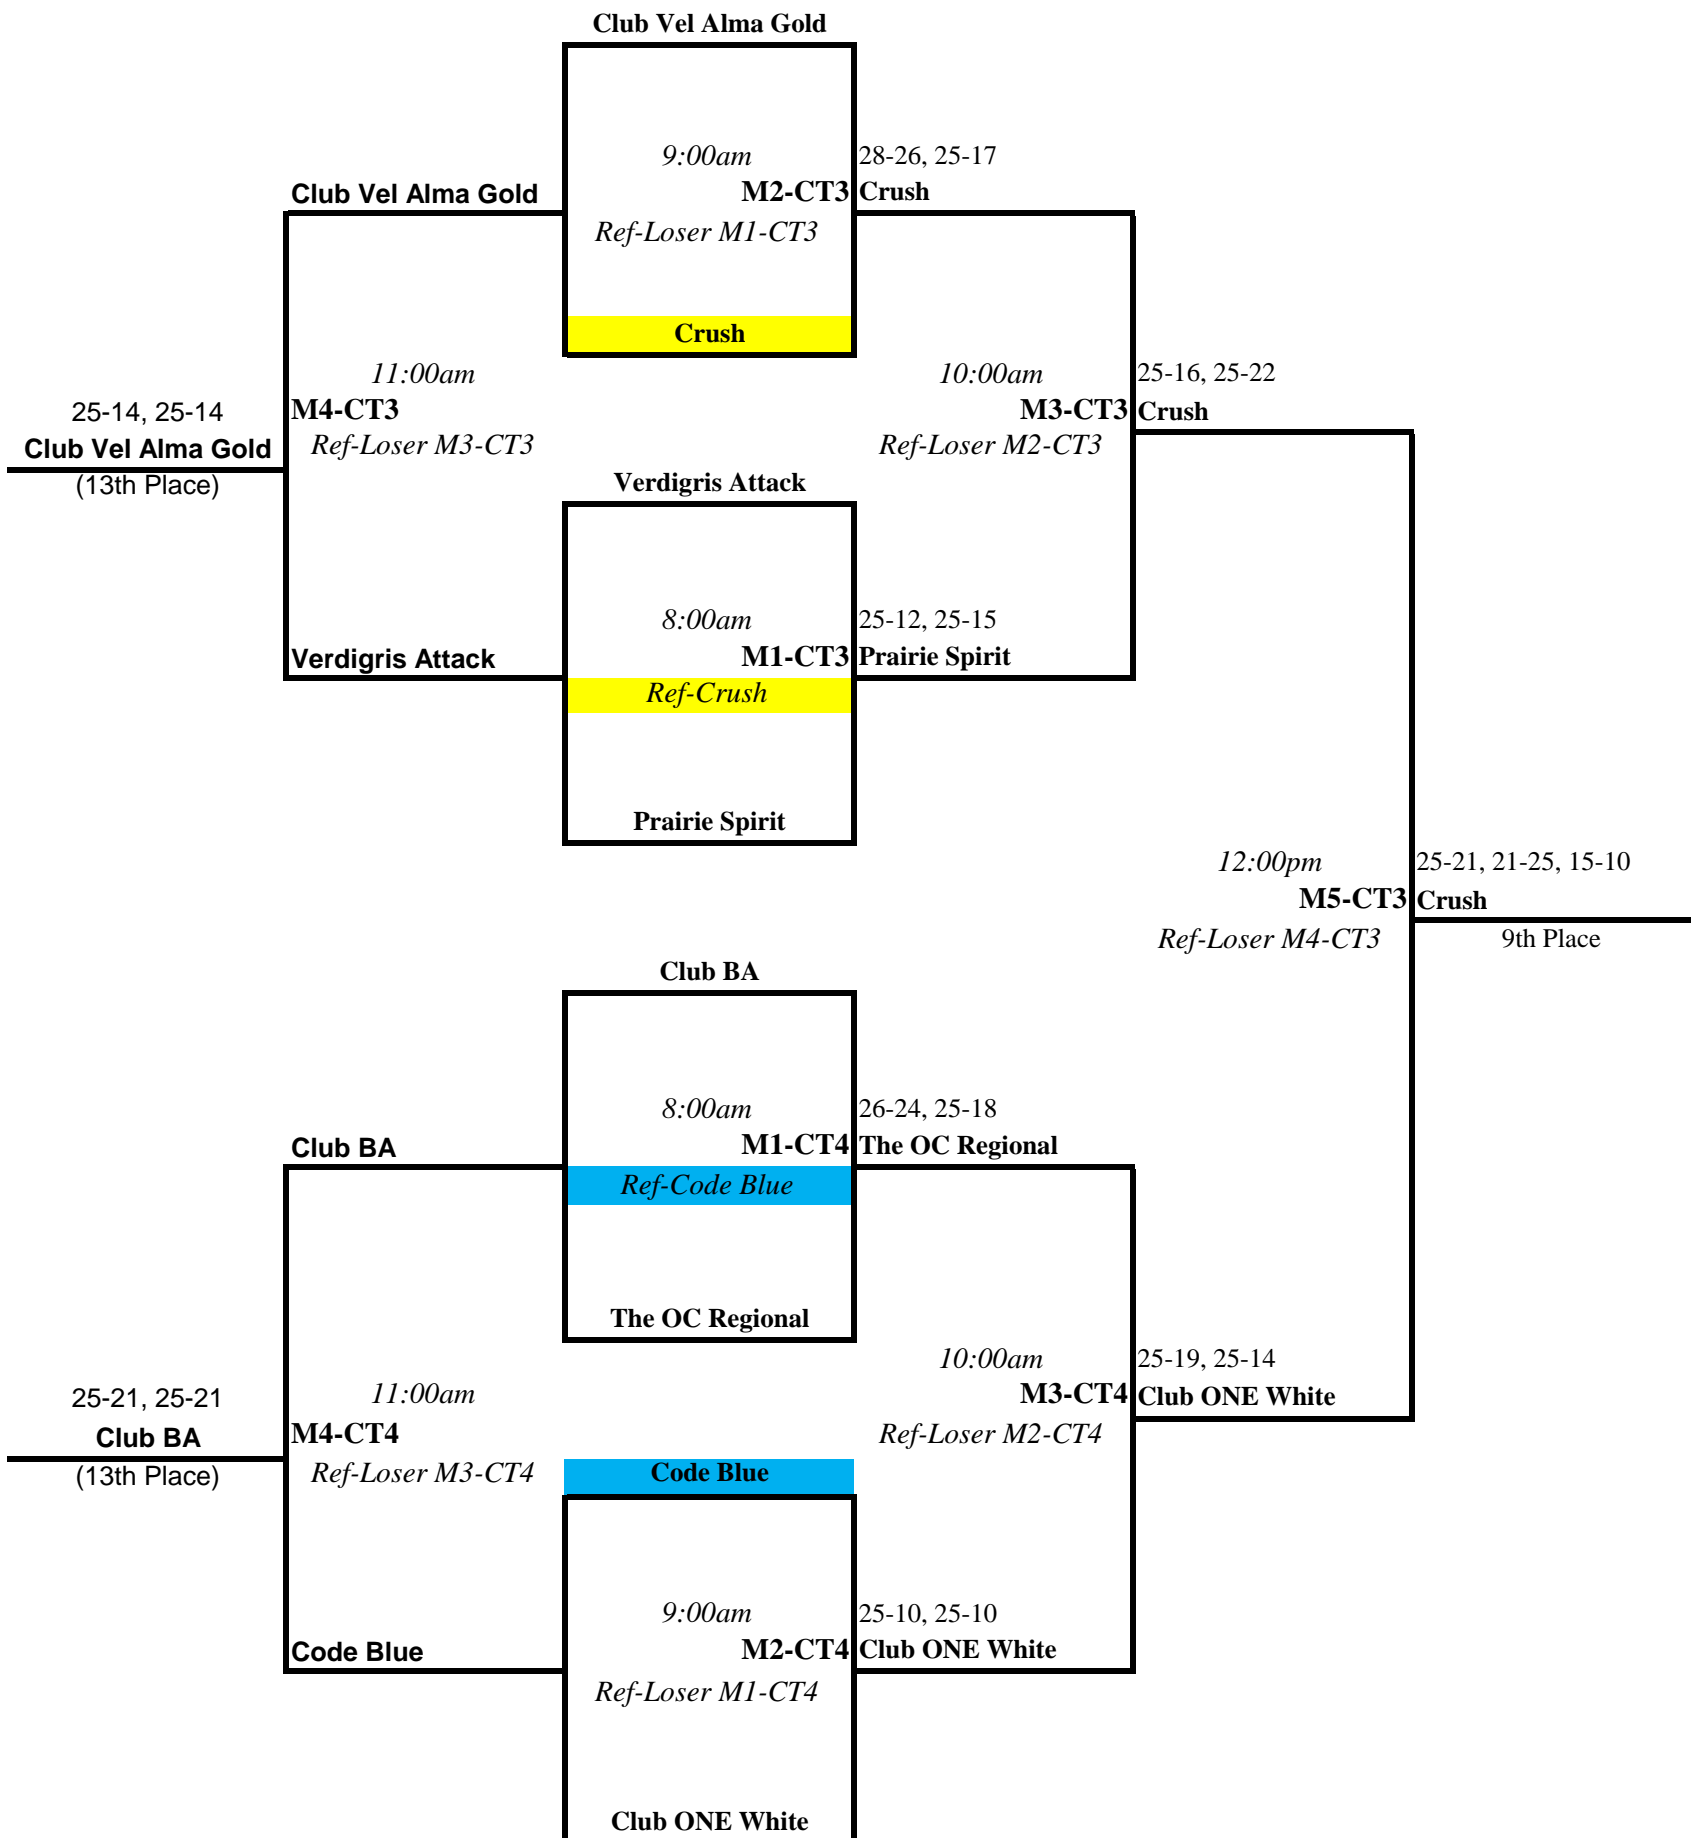 Club Vel Alma Gold
9:00am
28-26, 25-17
Club Vel Alma Gold
M2-CT3
Crush
Ref-Loser M1-CT3
Crush
11:00am
10:00am
25-16, 25-22
25-14, 25-14
M4-CT3
M3-CT3
Crush
Club Vel Alma Gold
Ref-Loser M3-CT3
Ref-Loser M2-CT3
(13th Place)
Verdigris Attack
8:00am
25-12, 25-15
Verdigris Attack
M1-CT3
Prairie Spirit
Ref-Crush
Prairie Spirit
12:00pm
25-21, 21-25, 15-10
M5-CT3
Crush
Ref-Loser M4-CT3
9th Place
Club BA
8:00am
26-24, 25-18
Club BA
M1-CT4
The OC Regional
Ref-Code Blue
The OC Regional
10:00am
25-19, 25-14
25-21, 25-21
11:00am
M3-CT4
Club ONE White
Club BA
M4-CT4
Ref-Loser M2-CT4
(13th Place)
Ref-Loser M3-CT4
Code Blue
9:00am
25-10, 25-10
Code Blue
M2-CT4
Club ONE White
Ref-Loser M1-CT4
Club ONE White